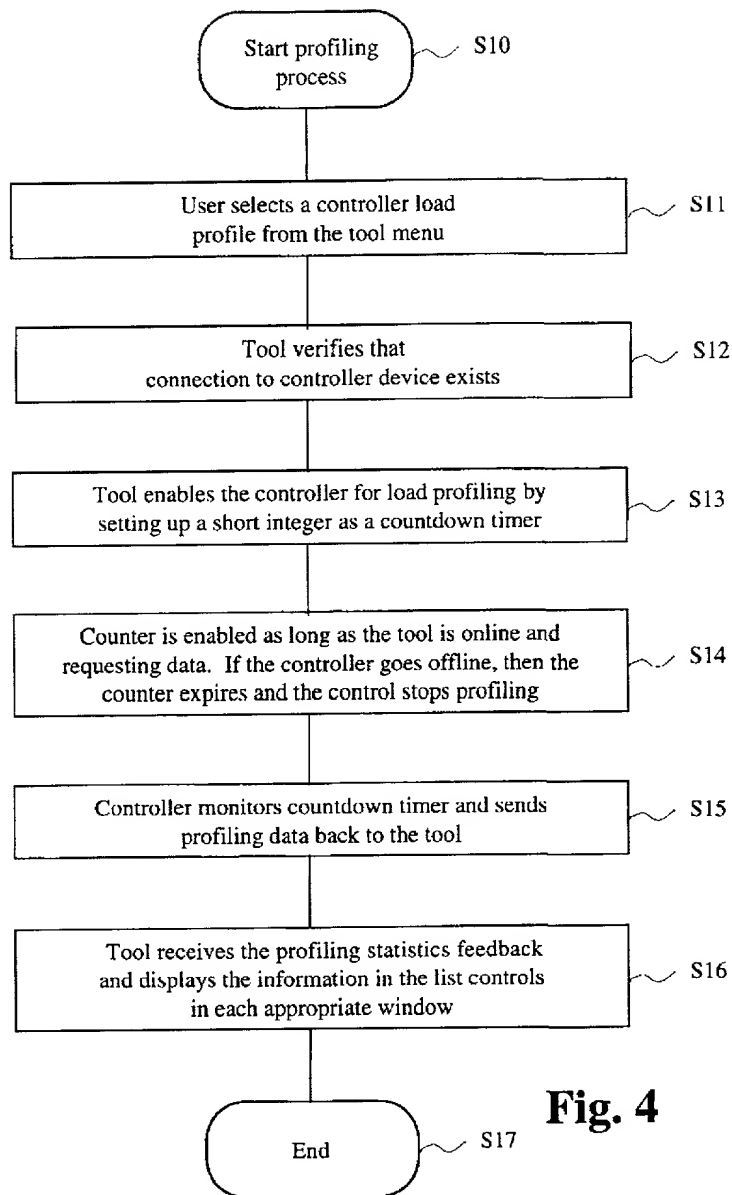 Start profiling
process
S10
User selects a controller load
profile from the tool menu
S11
Tool verifies that
connection to controller device exists
S12
Tool enables the controller for load profiling by
setting up a short integer as a countdown timer
S13
Counter is enabled as long as the tool is online and
requesting data. If the controller goes offline, then the
counter expires and the control stops profiling
S14
Controller monitors countdown timer and sends
profiling data back to the tool
S15
Tool receives the profiling statistics feedback
and displays the information in the list controls
in each appropriate window
S16
End
S17
Fig. 4